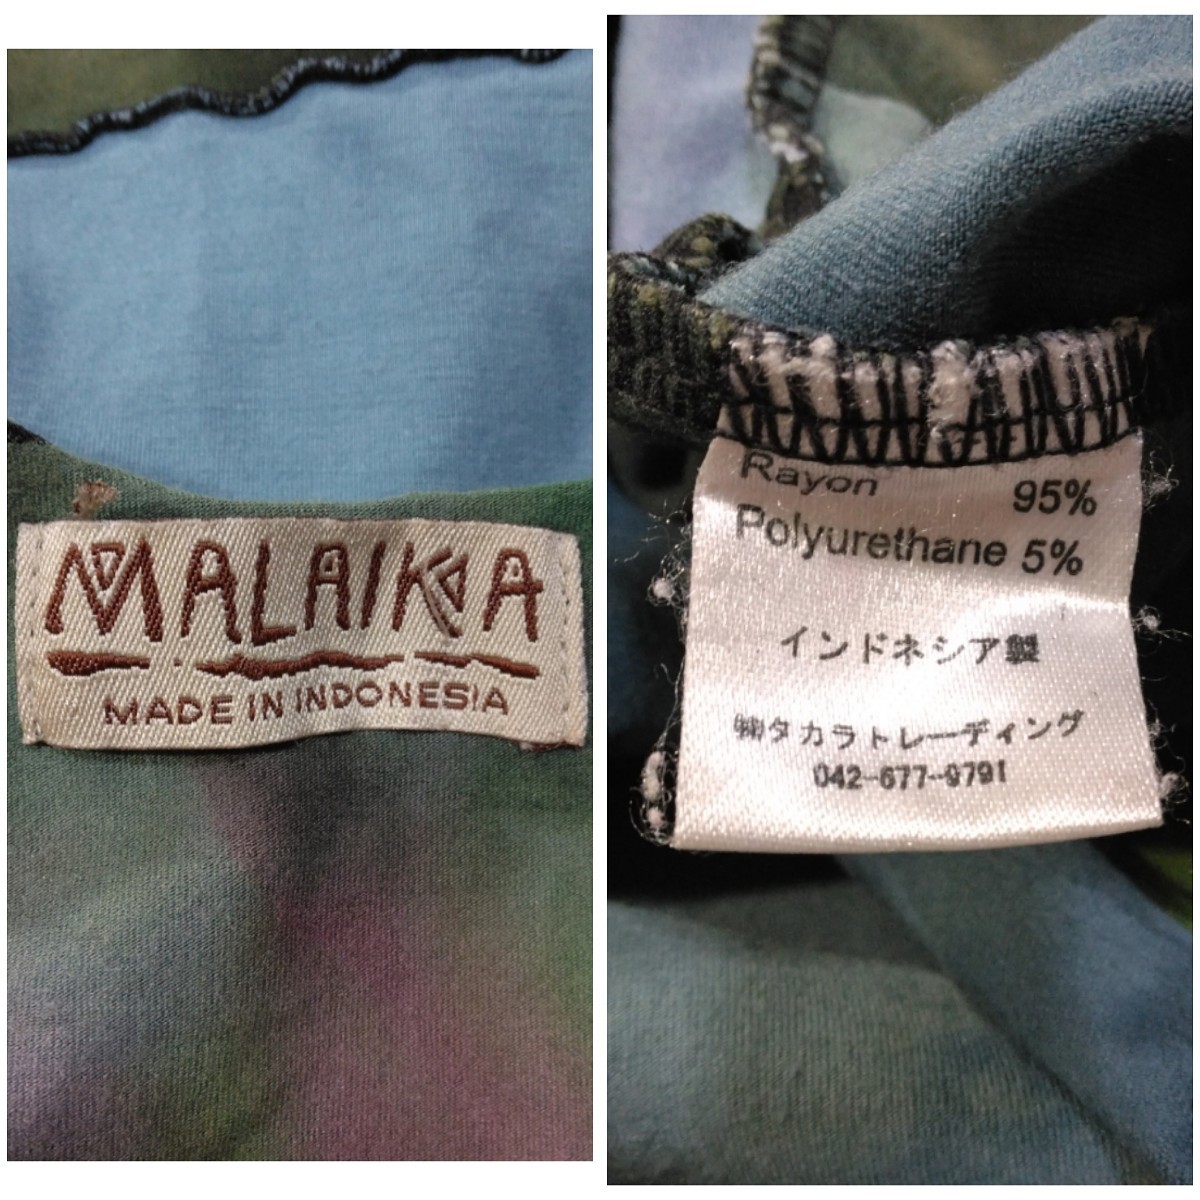 MALAIKA
MADE IN INDONESIA
Rayon 95%
Polyurethane 5%
インドネシア製
㈱タカラトレーディング
042-677-9791